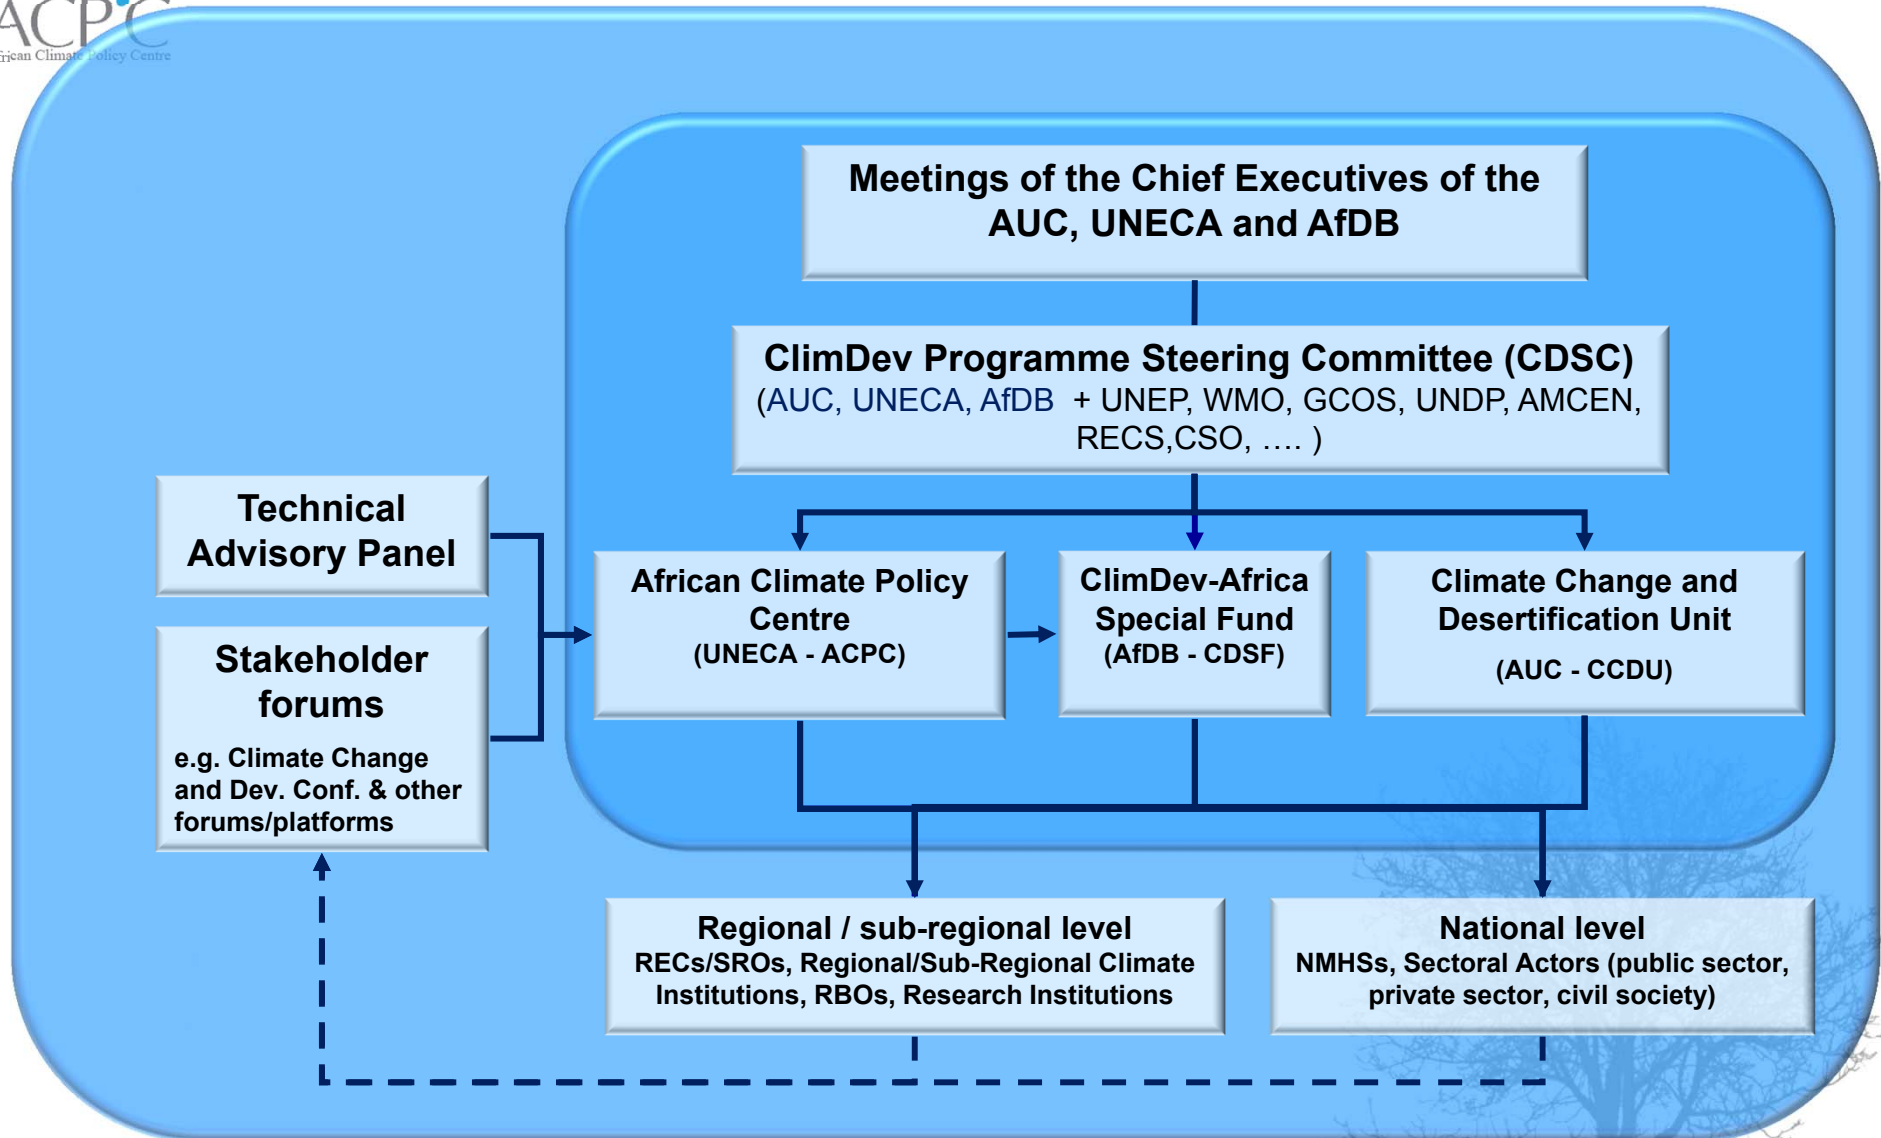 ACPC
African Climate Policy Centre
Meetings of the Chief Executives of the
AUC, UNECA and AfDB
ClimDev Programme Steering Committee (CDSC)
(AUC, UNECA, AfDB + UNEP, WMO, GCOS, UNDP, AMCEN,
RECS,CSO, .... )
Technical
Advisory Panel
Stakeholder
forums
e.g. Climate Change
and Dev. Conf. & other
forums/platforms
African Climate Policy
Centre
(UNECA - ACPC)
ClimDev-Africa
Special Fund
(AfDB - CDSF)
Climate Change and
Desertification Unit
(AUC - CCDU)
Regional / sub-regional level
RECs/SROs, Regional/Sub-Regional Climate
Institutions, RBOs, Research Institutions
National level
NMHSs, Sectoral Actors (public sector,
private sector, civil society)